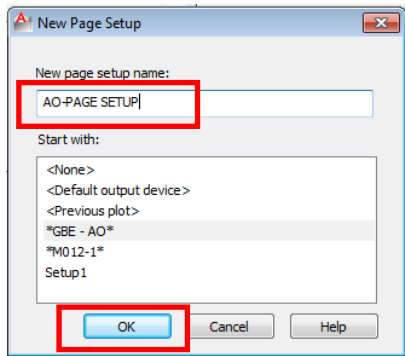 New Page Setup
New page setup name:
AO-PAGE SETUP
Start with:
<None>
<Default output device>
<Previous plot>
*GBE - AO*
*M012-1*
Setup1
OK Cancel Help